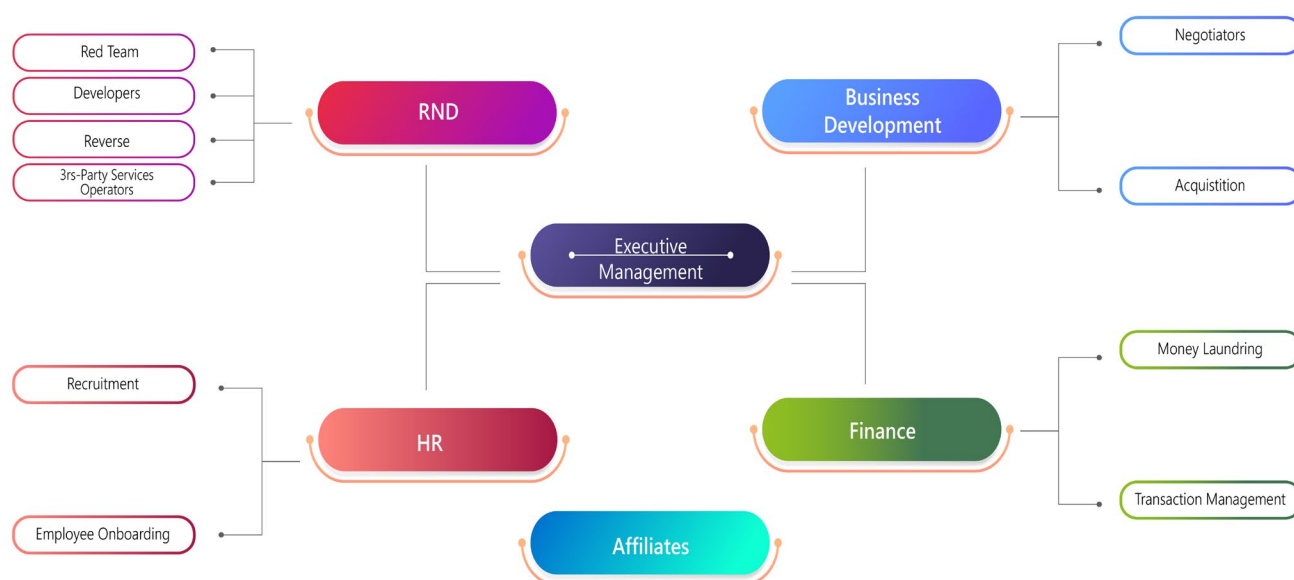 Red Team
Developers
Reverse
3rs-Party Services
Operators
RND
Business
Development
Negotiators
Acquistition
Executive
Management
Recruitment
Employee Onboarding
HR
Finance
Money Laundring
Transaction Management
Affiliates